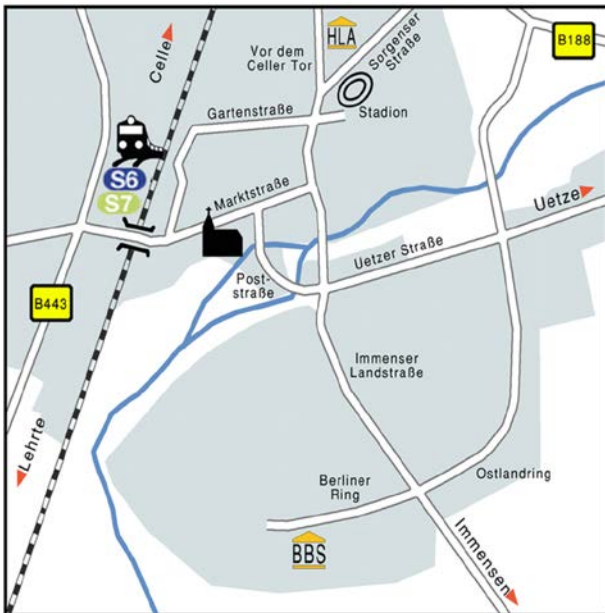 HLA
B188
Celle
Vor dem
Celler Tor
Sorgenser
Straße
Gartenstraße
Stadion
S6
S7
Marktstraße
Uetze
Uetzer Straße
Post-
straße
B443
Immenser
Landstraße
Lehrte
Berliner
Ring
Ostlandring
BBS
Immensen